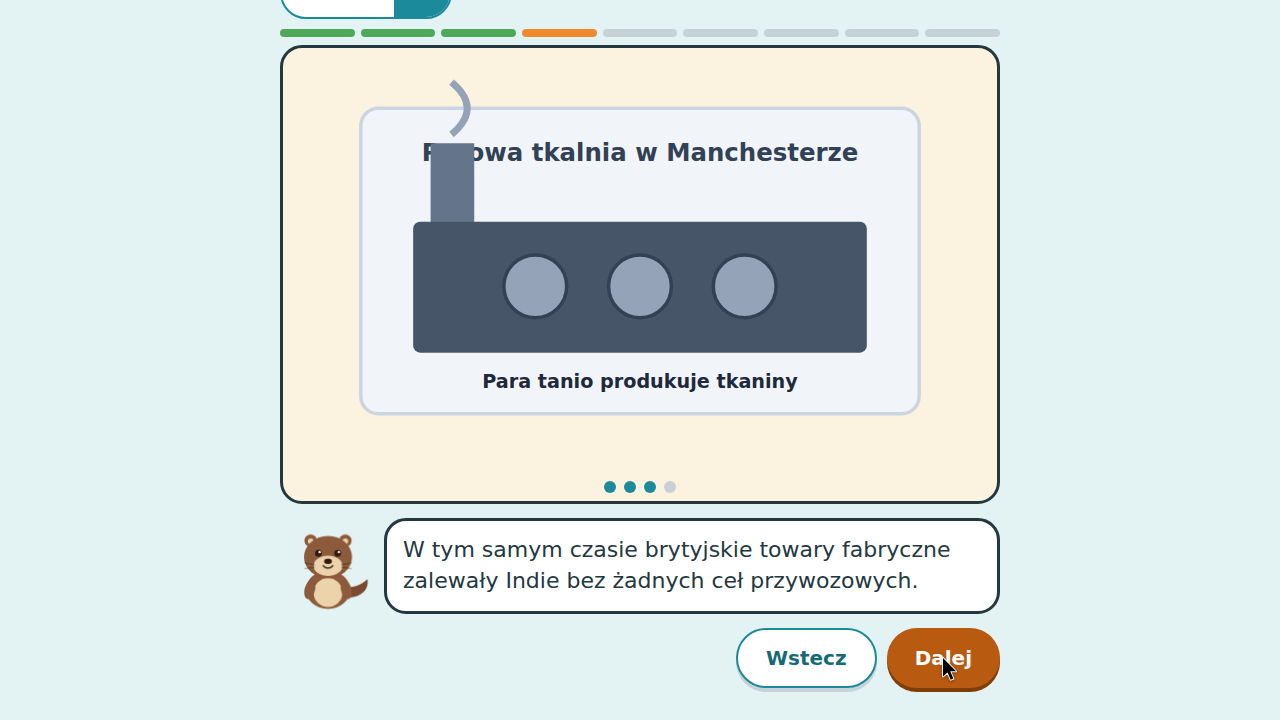 tkalnia w Manchesterze
Para tanio produkuje tkaniny
W tym samym czasie brytyjskie towary fabryczne
zalewały Indie bez żadnych ceł przywozowych.
Wstecz
Dalej